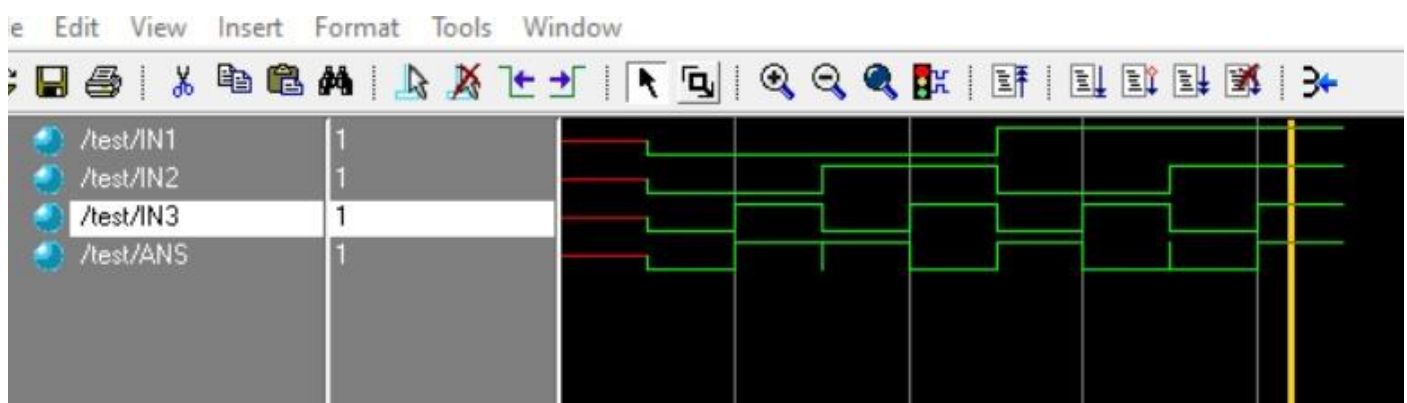 e Edit View Insert Format Tools Window
/test/IN1 1
/test/IN2 1
/test/IN3 1
/test/ANS 1